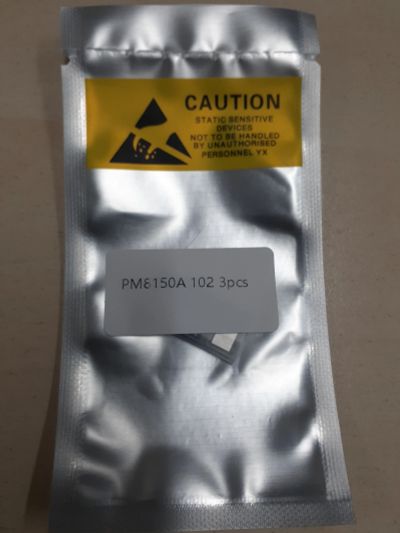 CAUTION
STATIC SENSITIVE
DEVICES
NOT TO BE HANDLED
BY UNAUTHORISED
PERSONNEL YX
PM8150A 102 3pcs